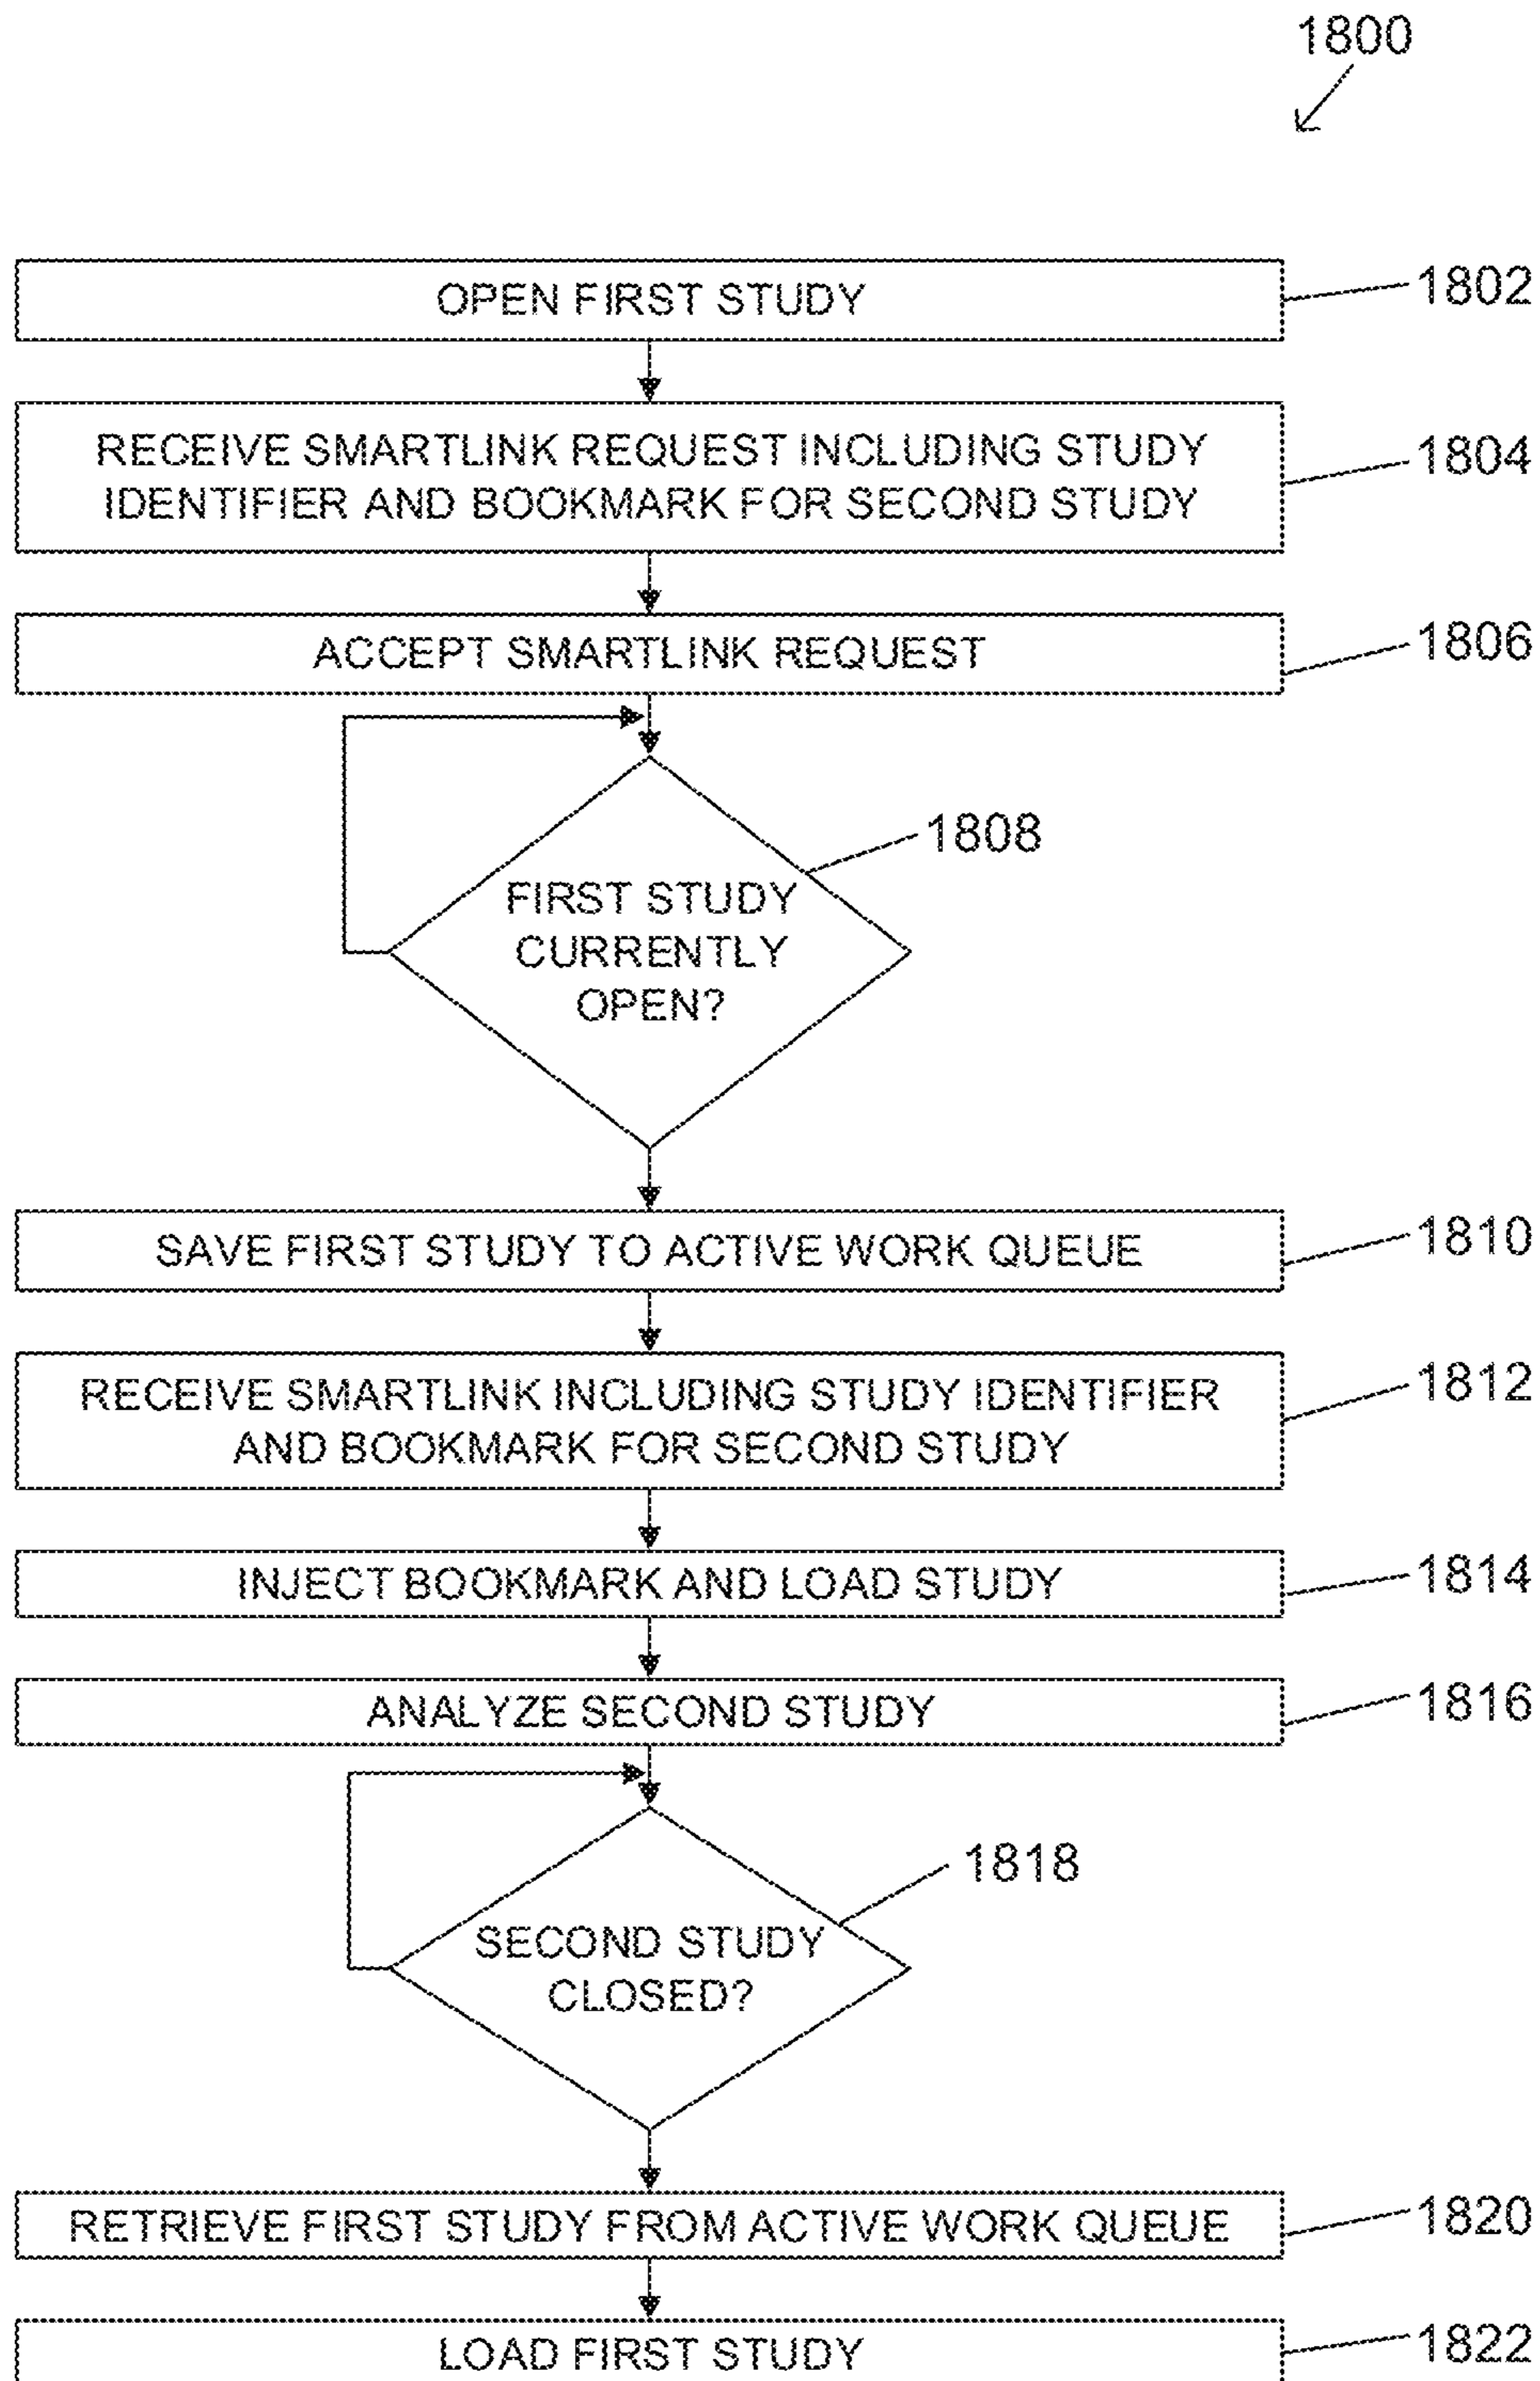 1800
OPEN FIRST STUDY
1802
RECEIVE SMARTLINK REQUEST INCLUDING STUDY
IDENTIFIER AND BOOKMARK FOR SECOND STUDY
1804
ACCEPT SMARTLINK REQUEST
1806
1808
FIRST STUDY
CURRENTLY
OPEN?
SAVE FIRST STUDY TO ACTIVE WORK QUEUE
1810
RECEIVE SMARTLINK INCLUDING STUDY IDENTIFIER
AND BOOKMARK FOR SECOND STUDY
1812
INJECT BOOKMARK AND LOAD STUDY
1814
ANALYZE SECOND STUDY
1816
1818
SECOND STUDY
CLOSED?
RETRIEVE FIRST STUDY FROM ACTIVE WORK QUEUE
1820
LOAD FIRST STUDY
1822